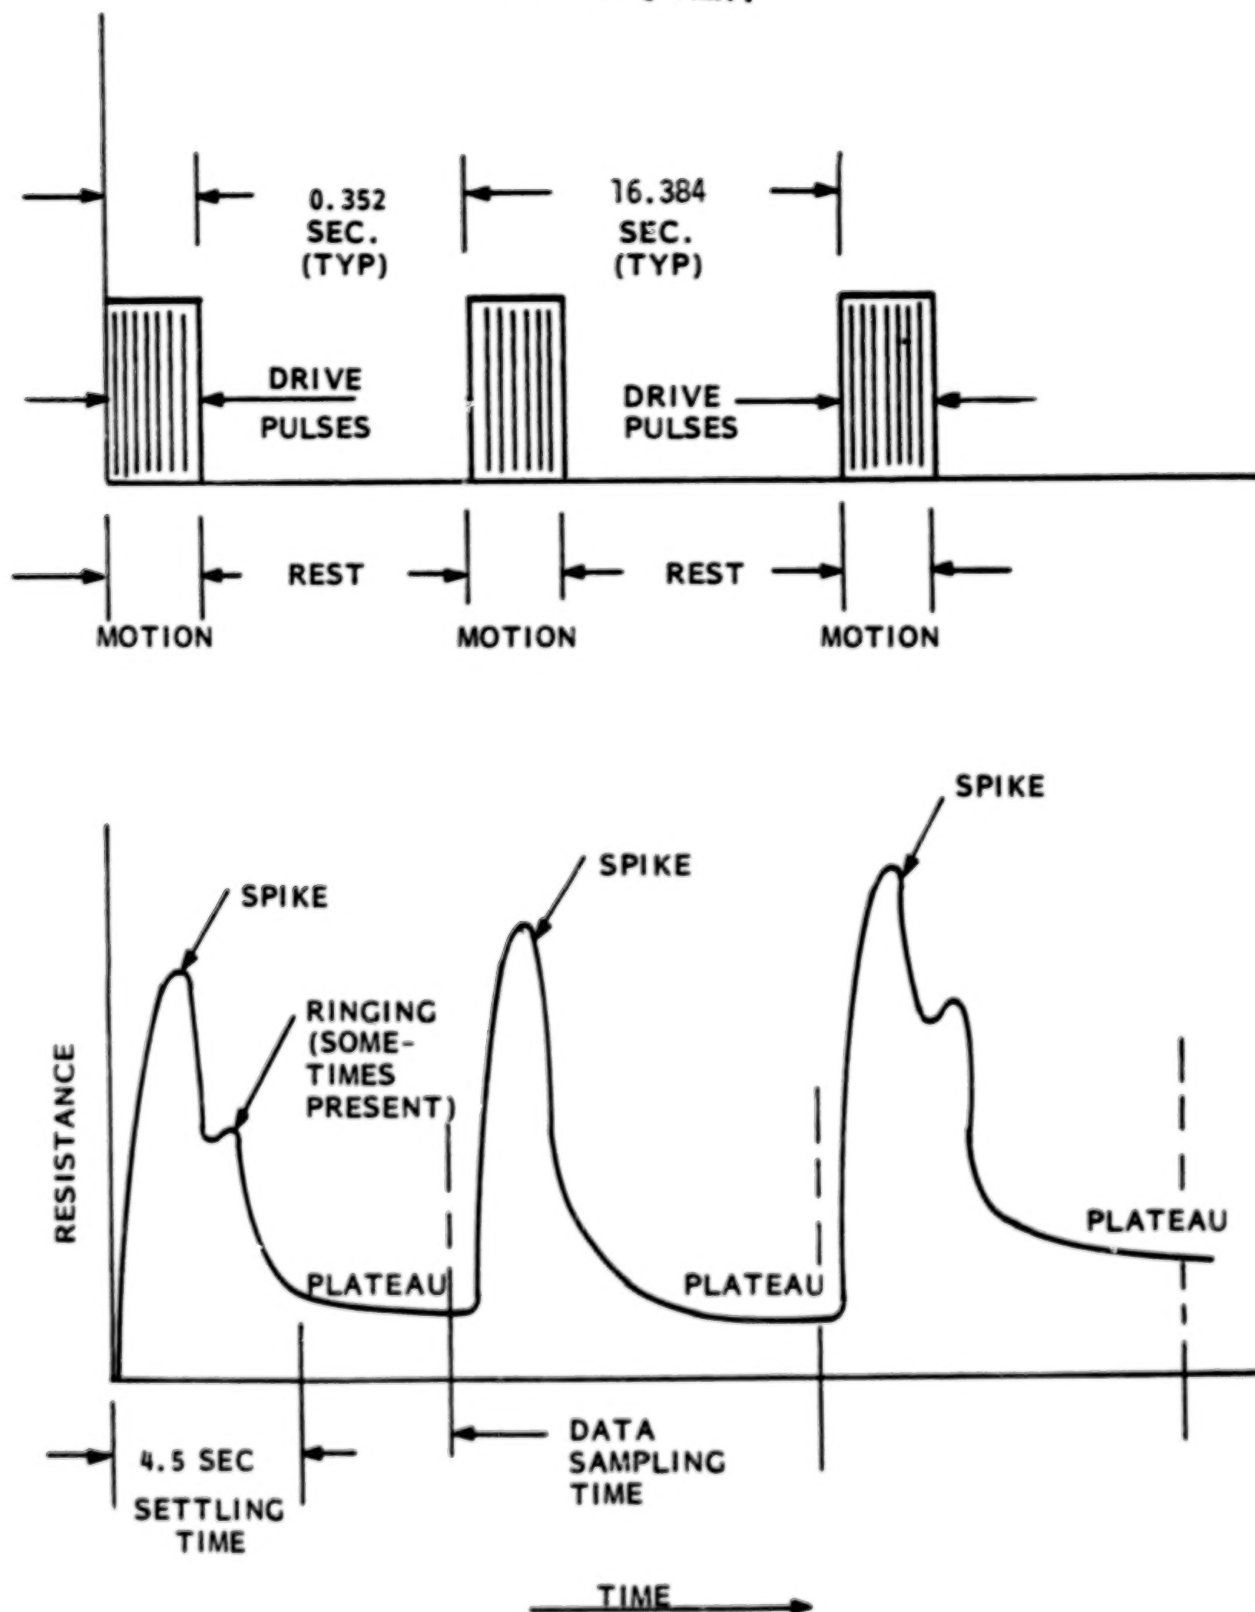 0.352
SEC.
(TYP)
16.384
SEC.
(TYP)
DRIVE
PULSES
DRIVE
PULSES
REST
REST
MOTION
MOTION
MOTION
SPIKE
SPIKE
SPIKE
RINGING
(SOME-
TIMES
PRESENT)
RESISTANCE
PLATEAU
PLATEAU
PLATEAU
4.5 SEC
SETTLING
TIME
DATA
SAMPLING
TIME
TIME